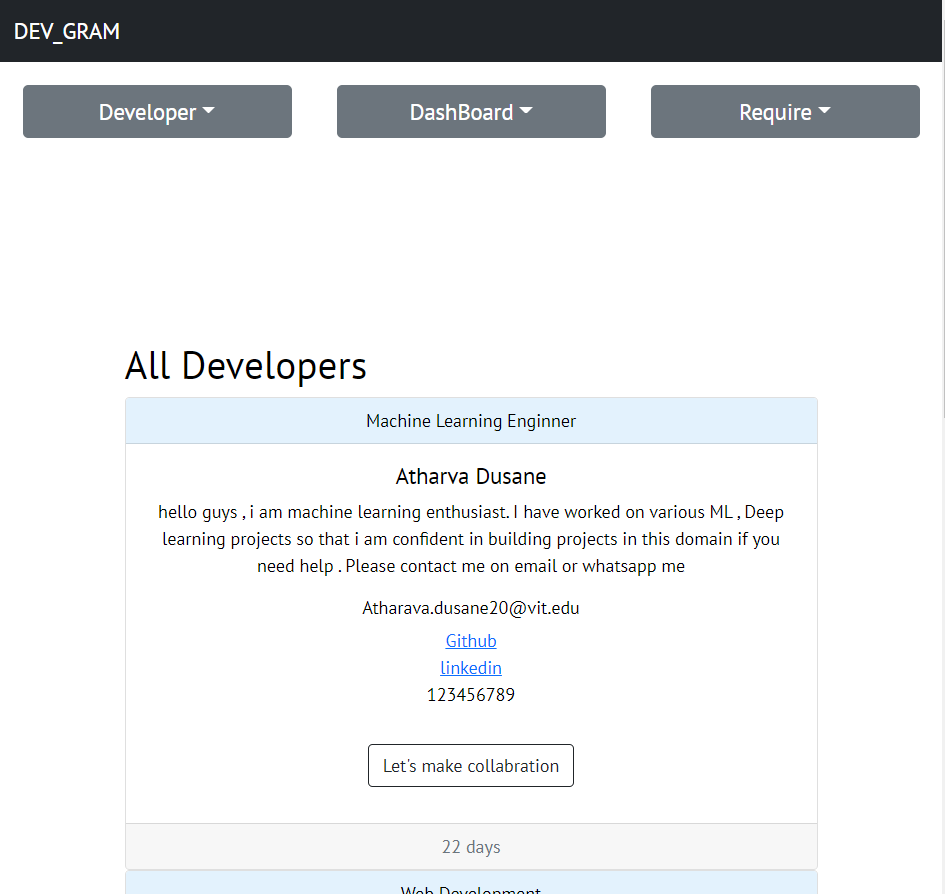 DEV_GRAM
Developer
DashBoard
Require
All Developers
Machine Learning Enginner
Atharva Dusane
hello guys , i am machine learning enthusiast. I have worked on various ML , Deep
learning projects so that i am confident in building projects in this domain if you
need help . Please contact me on email or whatsapp me
Atharava.dusane20@vit.edu
Github
linkedin
123456789
Let's make collabration
22 days
Web Development